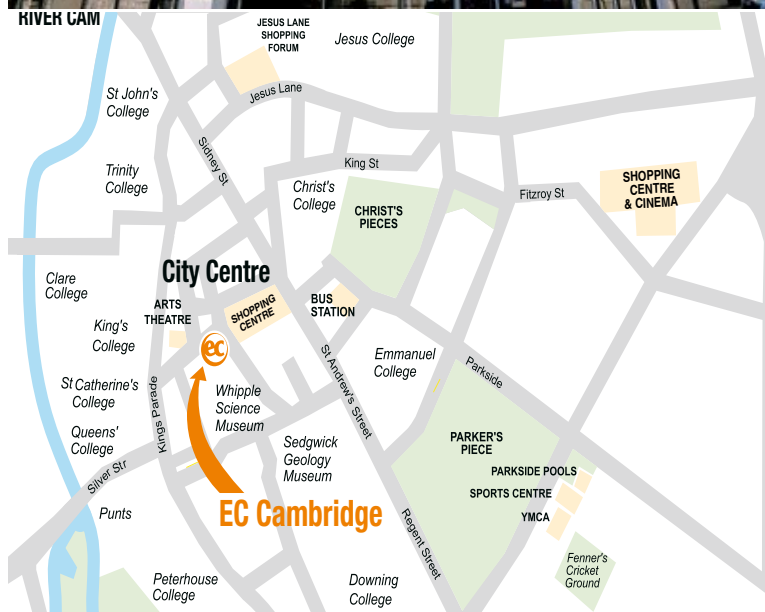 RIVER CAM
JESUS LANE
SHOPPING
FORUM
Jesus College
St John's
College
Jesus Lane
Sidney St
King St
Trinity
College
Christ's
College
CHRIST'S
PIECES
Fitzroy St
SHOPPING
CENTRE
& CINEMA
City Centre
Clare
College
ARTS
THEATRE
SHOPPING
CENTRE
BUS
STATION
King's
College
ec
St Andrew's Street
Emmanuel
College
Parkside
St Catherine's
College
Kings Parade
Whipple
Science
Museum
Queens'
College
Sedgwick
Geology
Museum
PARKER'S
PIECE
PARKSIDE POOLS
SPORTS CENTRE
YMCA
Silver Str
Punts
EC Cambridge
Regent Street
Fenner's
Cricket
Ground
Peterhouse
College
Downing
College